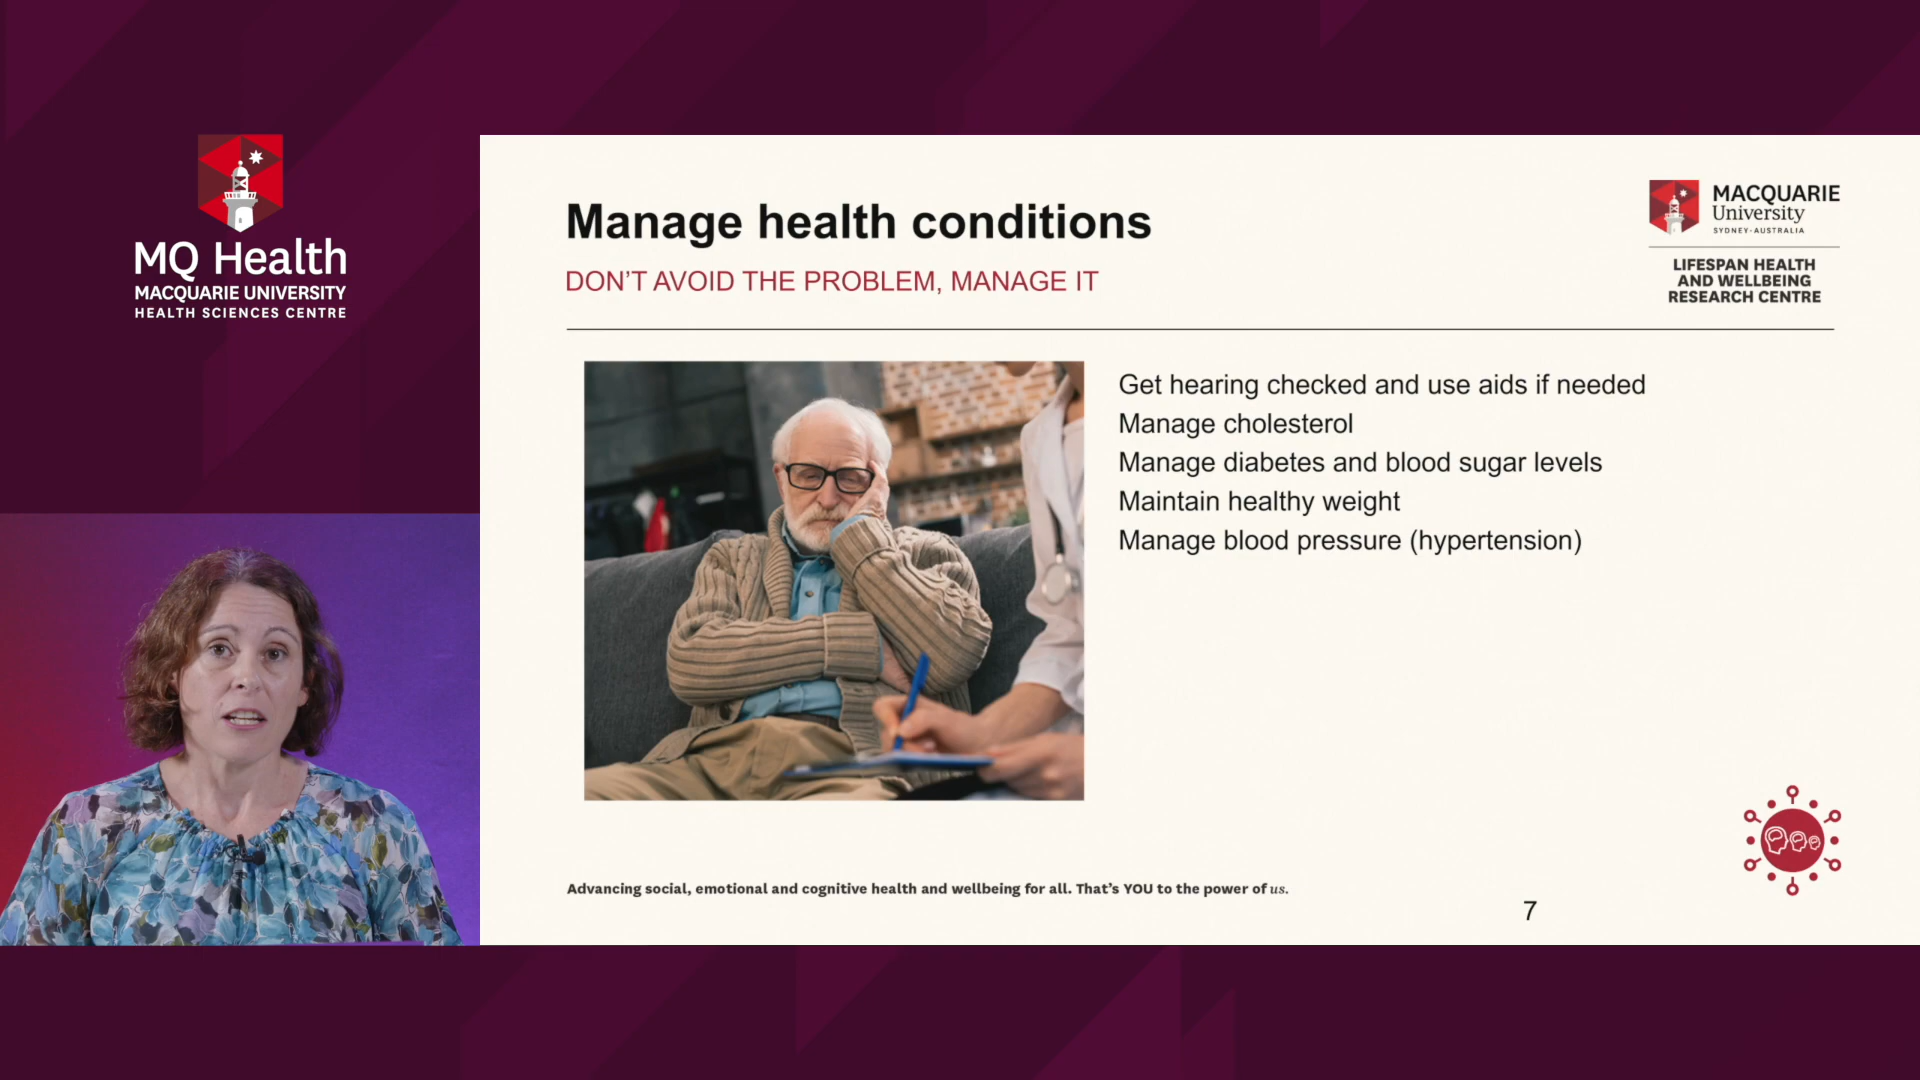 MQ Health
MACQUARIE UNIVERSITY
HEALTH SCIENCES CENTRE
Manage health conditions
DON'T AVOID THE PROBLEM, MANAGE IT
MACQUARIE
University
SYDNEY·AUSTRALIA
LIFESPAN HEALTH
AND WELLBEING
RESEARCH CENTRE
Get hearing checked and use aids if needed
Manage cholesterol
Manage diabetes and blood sugar levels
Maintain healthy weight
Manage blood pressure (hypertension)
Advancing social, emotional and cognitive health and wellbeing for all. That's YOU to the power of us.
7